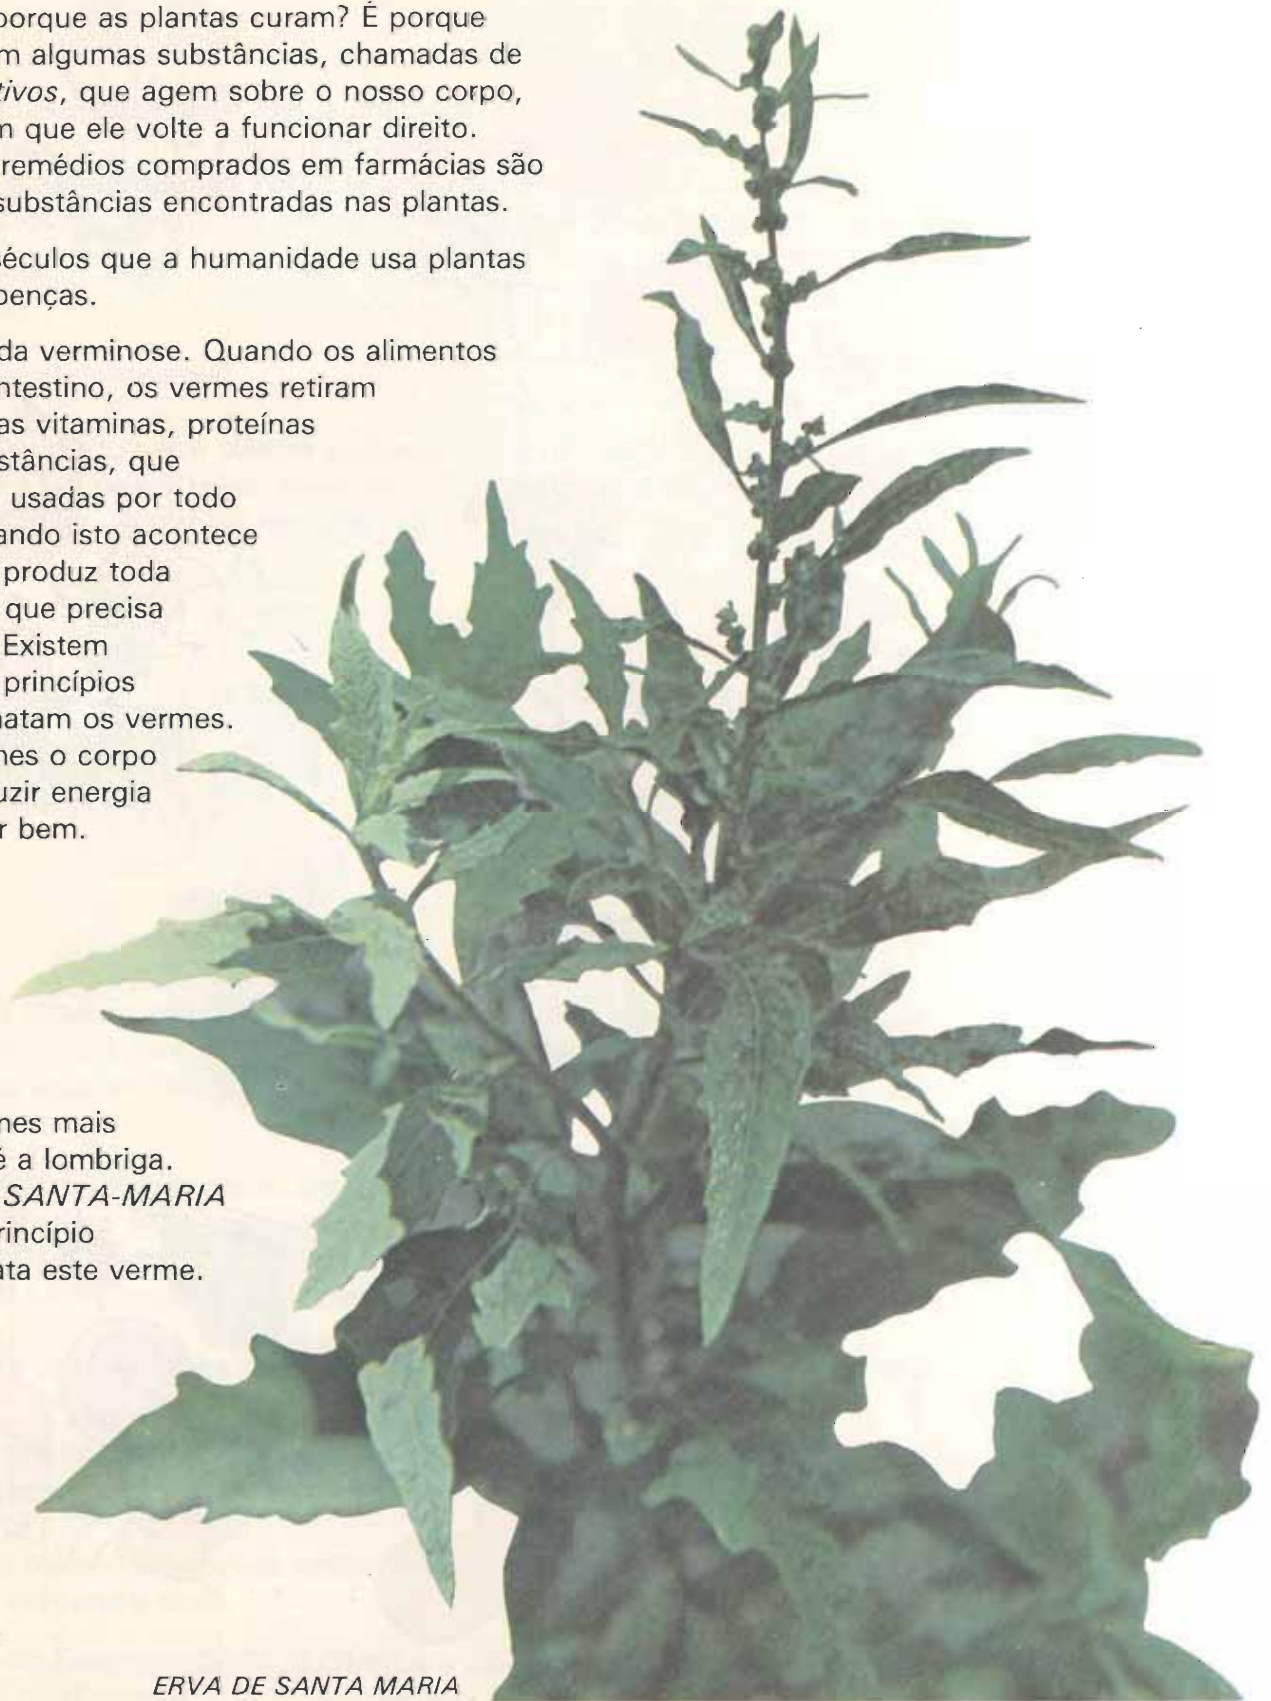 porque as plantas curam? É porque
m algumas substâncias, chamadas de
tivos, que agem sobre o nosso corpo,
m que ele volte a funcionar direito.
remédios comprados em farmácias são
substâncias encontradas nas plantas.
séculos que a humanidade usa plantas
oenças.
da verminose. Quando os alimentos
ntestino, os vermes retiram
as vitaminas, proteínas
stâncias, que
usadas por todo
ando isto acontece
produz toda
que precisa
Existem
princípios
natam os vermes.
nes o corpo
uzir energia
r bem.
nes mais
é a lombriga.
SANTA-MARIA
rincípio
ata este verme.
ERVA DE SANTA MARIA